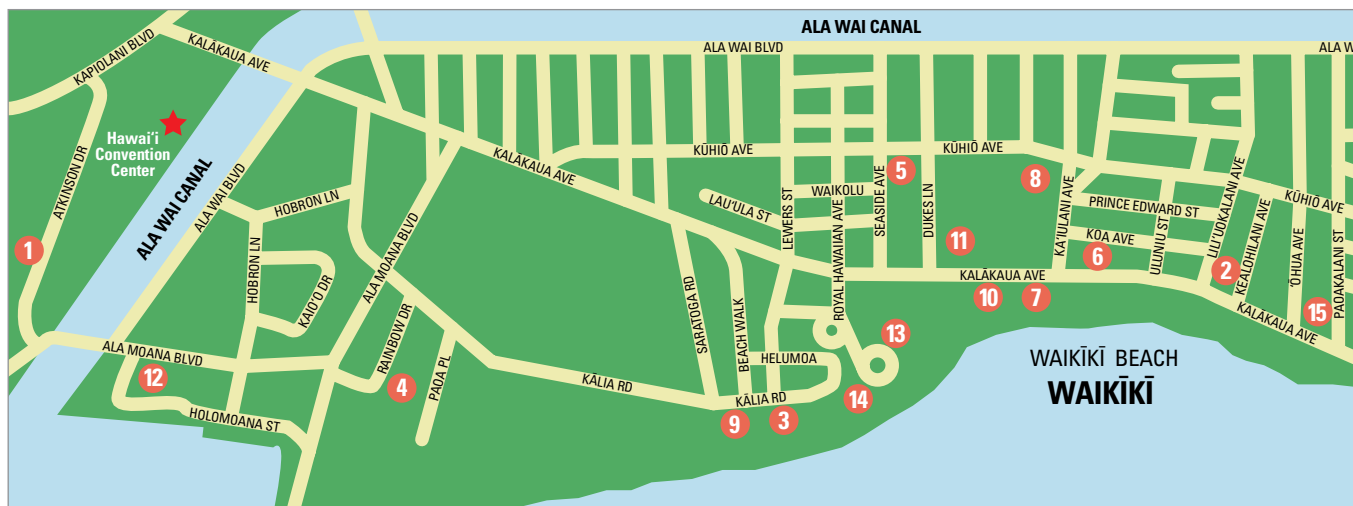 ALA WAI CANAL
ALA WAI BLVD
ALA W
KAPIOLANI BLVD
KALĀKAUA AVE
Hawai‘i
Convention
Center
ATKINSON DR
ALA WAI CANAL
ALA WAI BLVD
HOBRON LN
HOBRON LN
KAIO‘O DR
ALA MOANA BLVD
RAINBOW DR
PAOA PL
ALA MOANA BLVD
HOLOMOANA ST
1
12
4
KALĀKAUA AVE
KŪHIŌ AVE
KŪHIŌ AVE
KŪHIŌ AVE
LAU‘ULA ST
LEWERS ST
WAIKOLU
ROYAL HAWAIIAN AVE
SEASIDE AVE
DUKES LN
5
8
11
KA‘IULANI AVE
PRINCE EDWARD ST
KOA AVE
6
ULUNIU ST
LILI‘UOKALANI AVE
2
KEALOHILANI AVE
‘ŌHUA AVE
15
PAOAKALANI ST
KALĀKAUA AVE
KALĀKAUA AVE
10
7
SARATOGA RD
BEACH WALK
HELUMOA
KĀLIA RD
KĀLIA RD
9
3
13
14
WAIKĪKĪ BEACH
WAIKĪKĪ